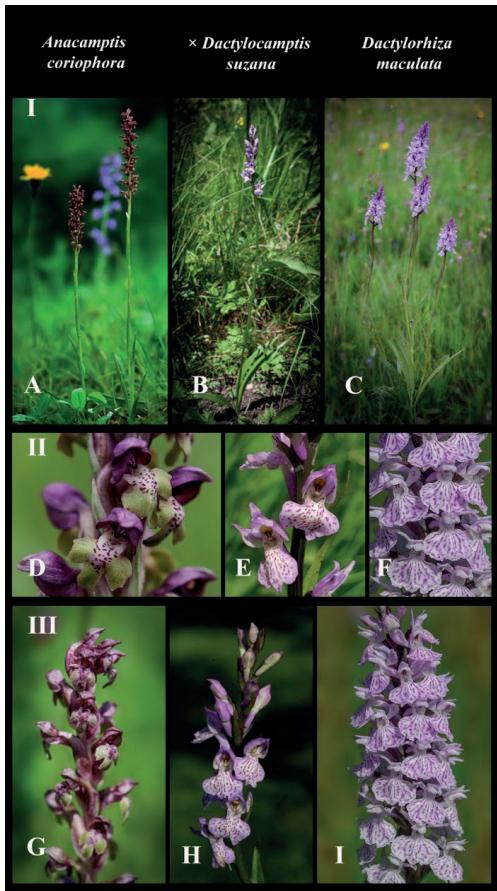 Anacamptis
coriophora
× Dactylocamptis
suzana
Dactylorhiza
maculata
I
A
B
C
II
D
E
F
III
G
H
I